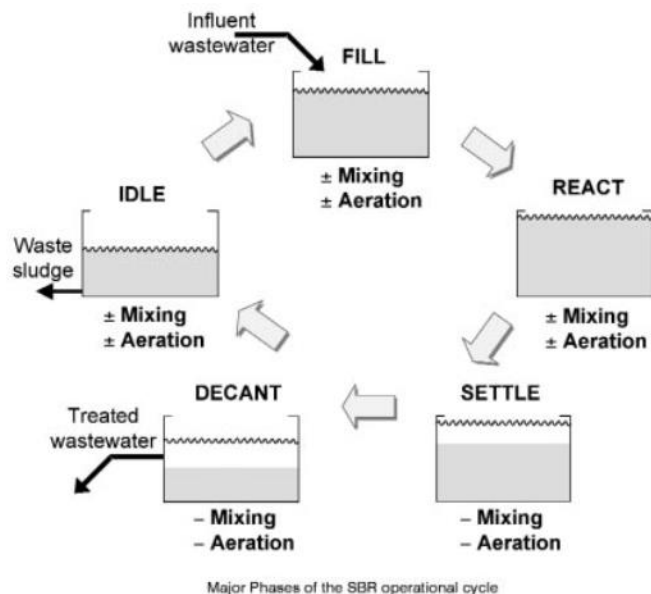 Influent
wastewater
FILL
± Mixing
± Aeration
REACT
± Mixing
± Aeration
SETTLE
– Mixing
– Aeration
DECANT
Treated
wastewater
– Mixing
– Aeration
IDLE
Waste
sludge
± Mixing
± Aeration
Major Phases of the SBR operational cycle